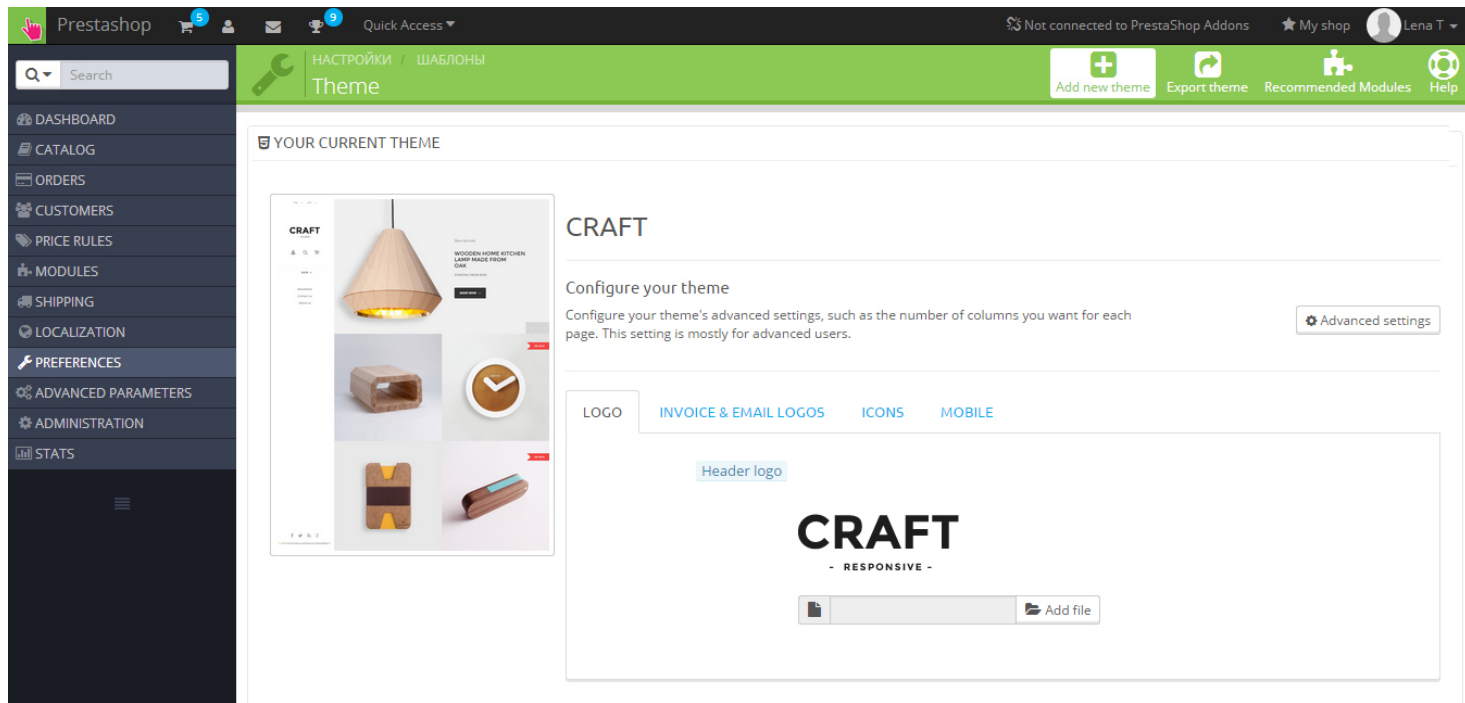 Prestashop 5 9 Quick Access Not connected to PrestaShop Addons My shop Lena T
Search
НАСТРОЙКИ / ШАБЛОНЫ
Theme
Add new theme Export theme Recommended Modules Help
DASHBOARD
CATALOG
ORDERS
CUSTOMERS
PRICE RULES
MODULES
SHIPPING
LOCALIZATION
PREFERENCES
ADVANCED PARAMETERS
ADMINISTRATION
STATS
YOUR CURRENT THEME
CRAFT
WOODEN HOME KITCHEN
LAMP MADE FROM
OAK
SHOP NOW
CRAFT
Configure your theme
Configure your theme's advanced settings, such as the number of columns you want for each
page. This setting is mostly for advanced users.
Advanced settings
LOGO INVOICE & EMAIL LOGOS ICONS MOBILE
Header logo
CRAFT
- RESPONSIVE -
Add file